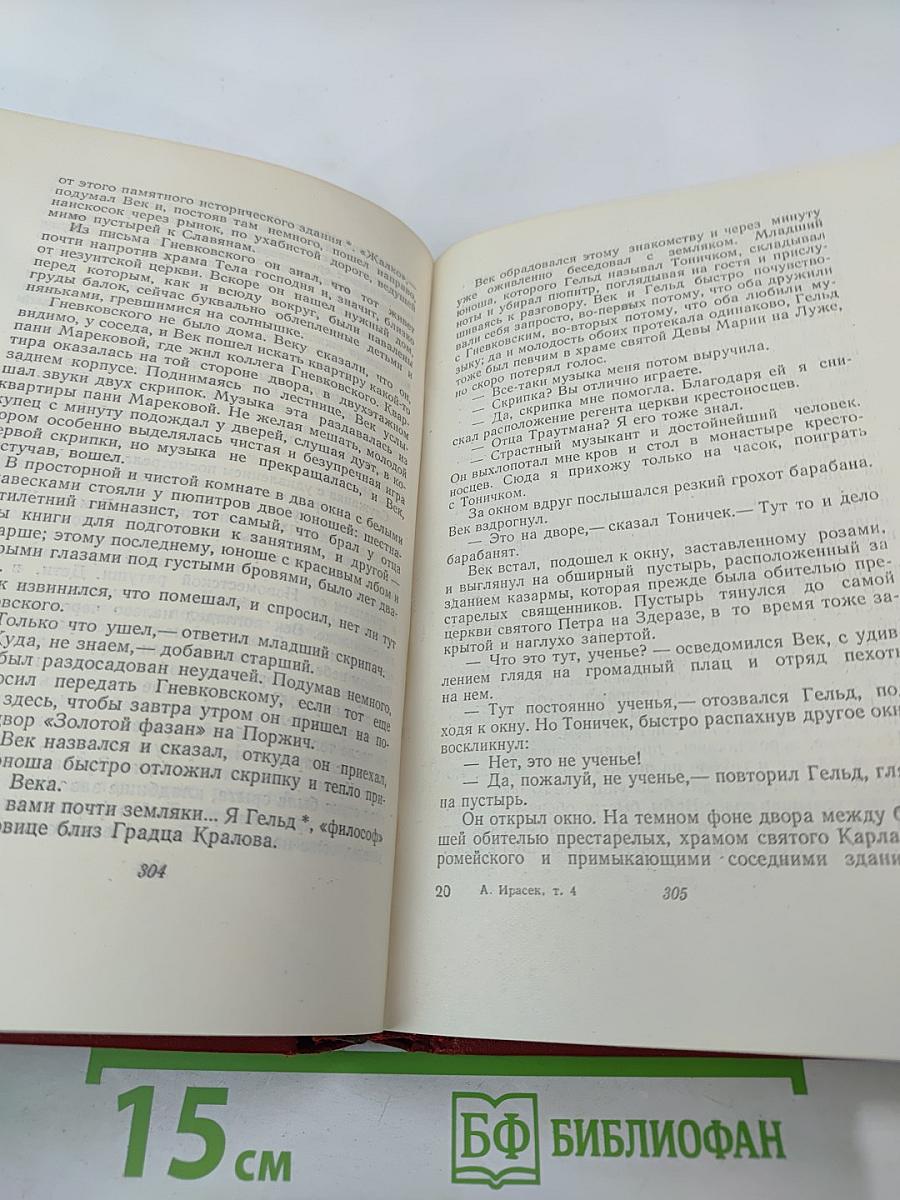 от этого памятного исторического здания *. «Жалков,—
подумал Век и, постояв там немного, пошел направо,
наискосок через рынок, по ухабистой дороге, ведущей
мимо пустырей к Славянам.
Из письма Гневковского он знал, что тот живет
почти напротив храма Тела господня и, значит, близко
от иезуитской церкви. Вскоре он нашел нужный дом,
перед которым, как и всюду вокруг, были навалены
груды балок, сейчас буквально облепленные детьми и
няньками, гревшимися на солнышке.
Гневковского не было дома. Веку сказали, что он,
видимо, у соседа, и Век пошел искать квартиру какой-то
пани Марековой, где жил коллега Гневковского. Квар-
тира оказалась на той стороне двора, в двухэтажном
заднем корпусе. Поднимаясь по лестнице, Век услы-
шал звуки двух скрипок. Музыка эта раздавалась из
квартиры пани Марековой. Не желая мешать, молодой
купец с минуту подождал у дверей, слушая дуэт, в ко-
тором особенно выделялась чистая и безупречная игра
первой скрипки, но музыка не прекращалась, и Век,
стучав, вошел.
В просторной и чистой комнате в два окна с белыми
навесками стояли у пюпитров двое юношей: шестна-
тилетний гимназист, тот самый, что брал у отца
ы книги для подготовки к занятиям, и другой —
арше; этому последнему, юноше с красивым лбом и
рыми глазами под густыми бровями, было лет два-
к извинился, что помешал, и спросил, нет ли тут
овского.
Только что ушел,— ответил младший скрипач.
Куда, не знаем,— добавил старший.
был раздосадован неудачей. Подумав немного,
осил передать Гневковскому, если тот еще
здесь, чтобы завтра утром он пришел на по-
двор «Золотой фазан» на Поржич.
Век назвался и сказал, откуда он приехал,
юноша быстро отложил скрипку и тепло при-
Века.
вами почти земляки... Я Гельд *, «философ»
овице близ Градца Кралова.
304
Век обрадовался этому знакомству и через минуту
уже оживленно беседовал с земляком. Младший
юноша, которого Гельд называл Тоничком, складывал
ноты и убирал пюпитр, поглядывая на гостя и прислу-
шиваясь к разговору. Век и Гельд быстро почувство-
вали себя запросто, во-первых потому, что оба дружили
с Гневковским, во-вторых потому, что оба любили му-
зыку; да и молодость обоих протекала одинаково, Гельд
тоже был певчим в храме святой Девы Марии на Луже,
но скоро потерял голос.
— Все-таки музыка меня потом выручила.
— Скрипка? Вы отлично играете.
— Да, скрипка мне помогла. Благодаря ей я сни-
скал расположение регента церкви крестоносцев.
— Отца Траутмана? Я его тоже знал.
— Страстный музыкант и достойнейший человек.
Он выхлопотал мне кров и стол в монастыре кресто-
носцев. Сюда я прихожу только на часок, поиграть
с Тоничком.
За окном вдруг послышался резкий грохот барабана.
Век вздрогнул.
— Это на дворе,— сказал Тоничек.— Тут то и дело
барабанят.
Век встал, подошел к окну, заставленному розами,
и выглянул на обширный пустырь, расположенный за
зданием казармы, которая прежде была обителью пре-
старелых священников. Пустырь тянулся до самой
церкви святого Петра на Здеразе, в то время тоже за-
крытой и наглухо запертой.
— Что это тут, ученье? — осведомился Век, с удив
лением глядя на громадный плац и отряд пехоты
на нем.
— Тут постоянно ученья,— отозвался Гельд, по
ходя к окну. Но Тоничек, быстро распахнув другое окн
воскликнул:
— Нет, это не ученье!
— Да, пожалуй, не ученье,— повторил Гельд, гля
на пустырь.
Он открыл окно. На темном фоне двора между б
шей обителью престарелых, храмом святого Карла
ромейского и примыкающими соседними здани
20 А. Ирасек, т. 4 305
15 см
БФ БИБЛИОФАН